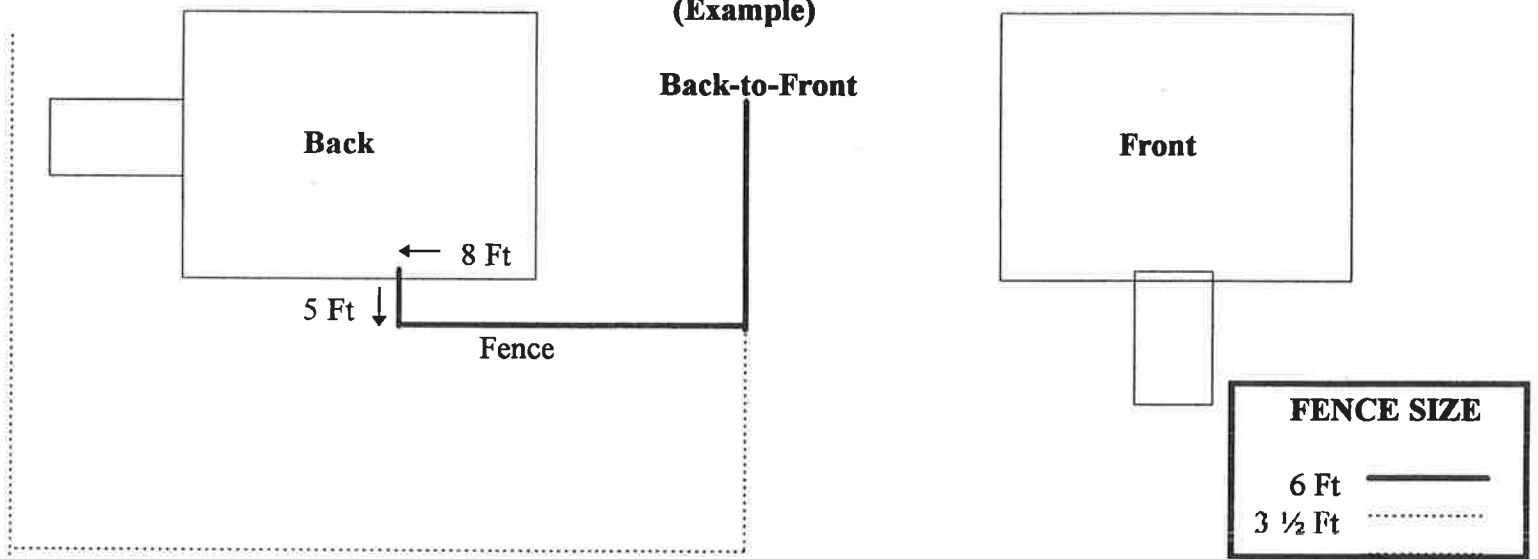 (Example)
Back-to-Front
Back
Front
8 Ft
5 Ft
Fence
FENCE SIZE
6 Ft
3 ½ Ft